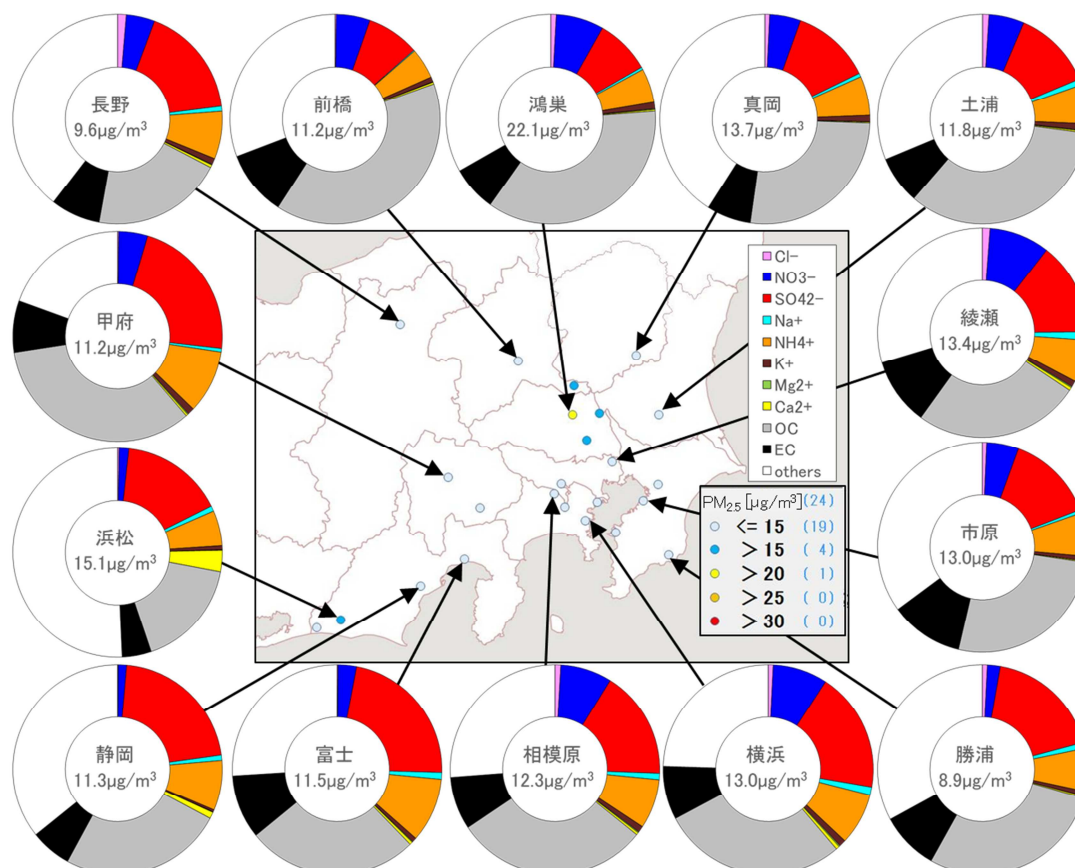 長野
9.6μg/m³
前橋
11.2μg/m³
鴻巣
22.1μg/m³
真岡
13.7μg/m³
土浦
11.8μg/m³
甲府
11.2μg/m³
Cl−
NO3−
SO42−
Na+
NH4+
K+
Mg2+
Ca2+
OC
EC
others
綾瀬
13.4μg/m³
PM2.5 [μg/m³] (24)
<= 15 (19)
> 15 ( 4)
> 20 ( 1)
> 25 ( 0)
> 30 ( 0)
浜松
15.1μg/m³
市原
13.0μg/m³
静岡
11.3μg/m³
富士
11.5μg/m³
相模原
12.3μg/m³
横浜
13.0μg/m³
勝浦
8.9μg/m³